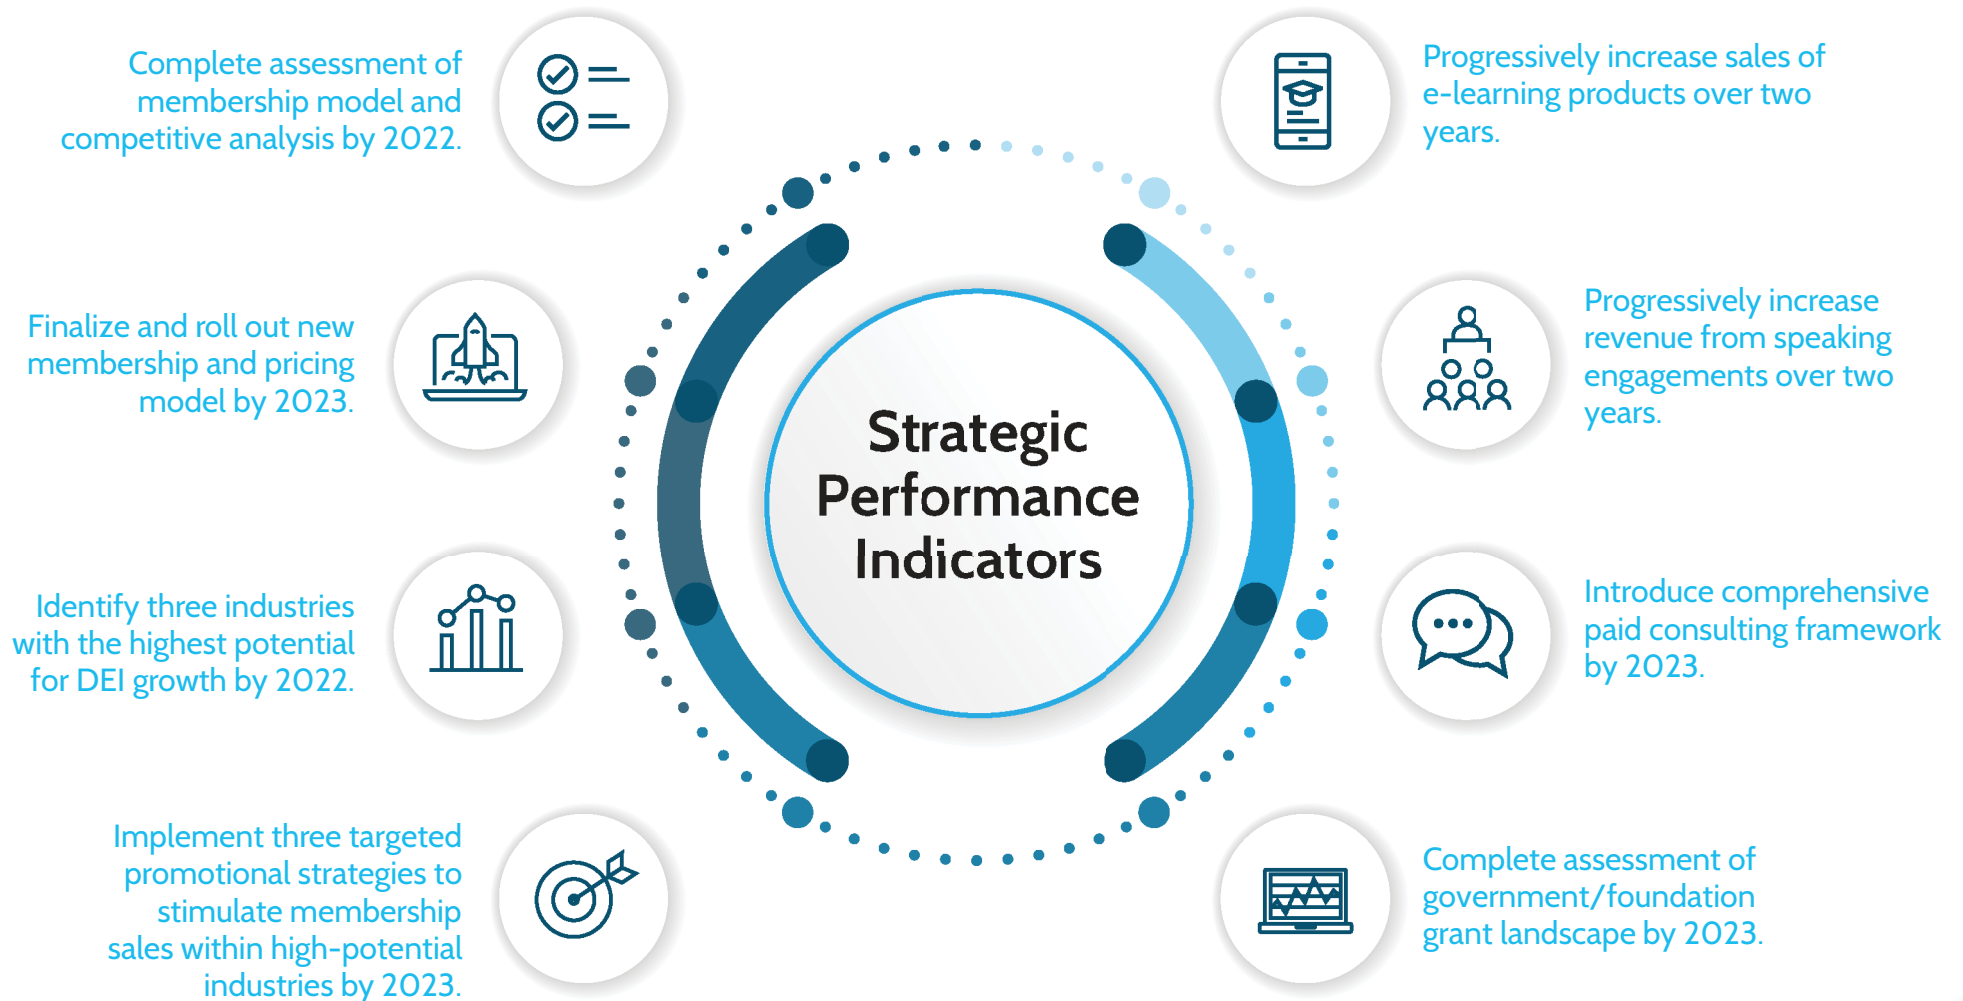 Complete assessment of
membership model and
competitive analysis by 2022.
Finalize and roll out new
membership and pricing
model by 2023.
Identify three industries
with the highest potential
for DEI growth by 2022.
Implement three targeted
promotional strategies to
stimulate membership
sales within high-potential
industries by 2023.
Strategic
Performance
Indicators
Progressively increase sales of
e-learning products over two
years.
Progressively increase
revenue from speaking
engagements over two
years.
Introduce comprehensive
paid consulting framework
by 2023.
Complete assessment of
government/foundation
grant landscape by 2023.